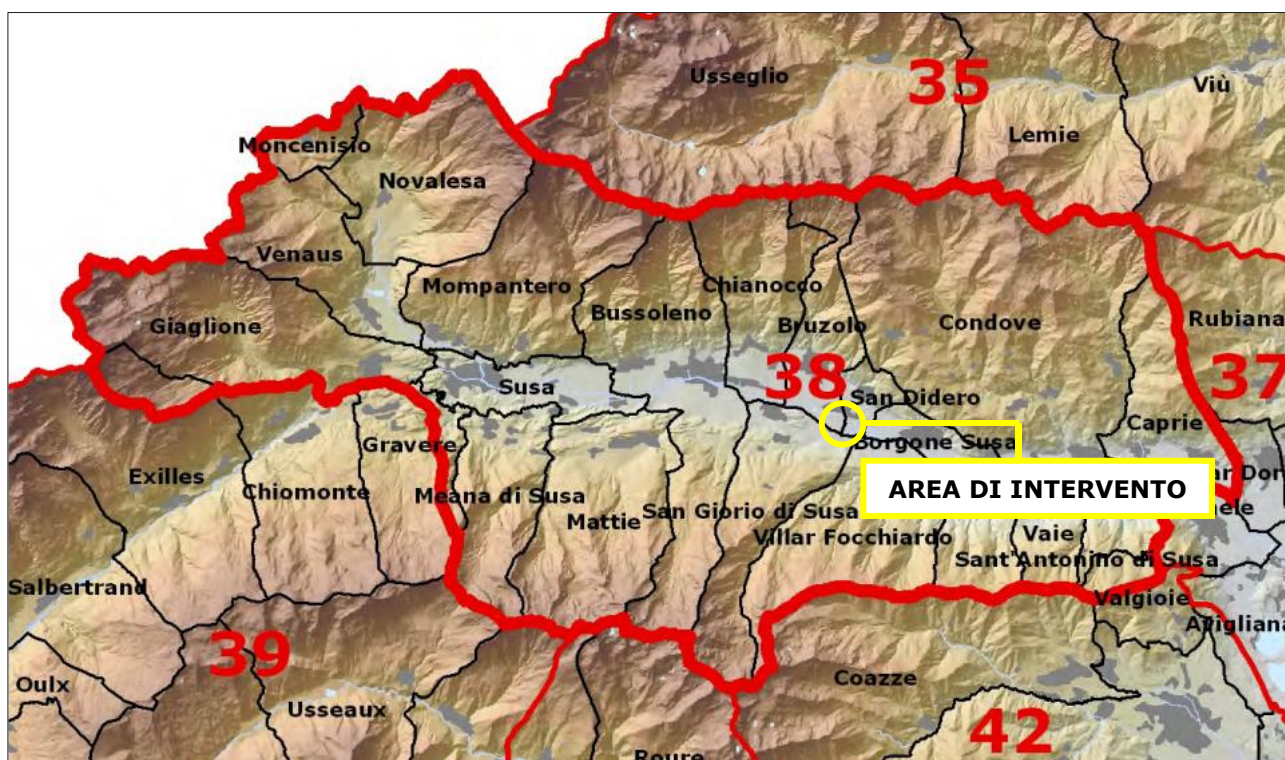 Usseglio
35
Viù
Lemie
Moncenisio
Novalesa
Venaus
Mompantero
Chianocco
Bussoleno
Bruzolo
Condove
Rubiana
Giaglione
38
37
Susa
San Didero
Caprie
Gravere
Borgone Susa
Exilles
Chiomonte
AREA DI INTERVENTO
Meana di Susa
Mattie
San Giorio di Susa
Villar Focchiardo
Vaie
Sant'Antonino di Susa
Salbertrand
Valgioie
39
Coazze
Oulx
Usseaux
42
Roure